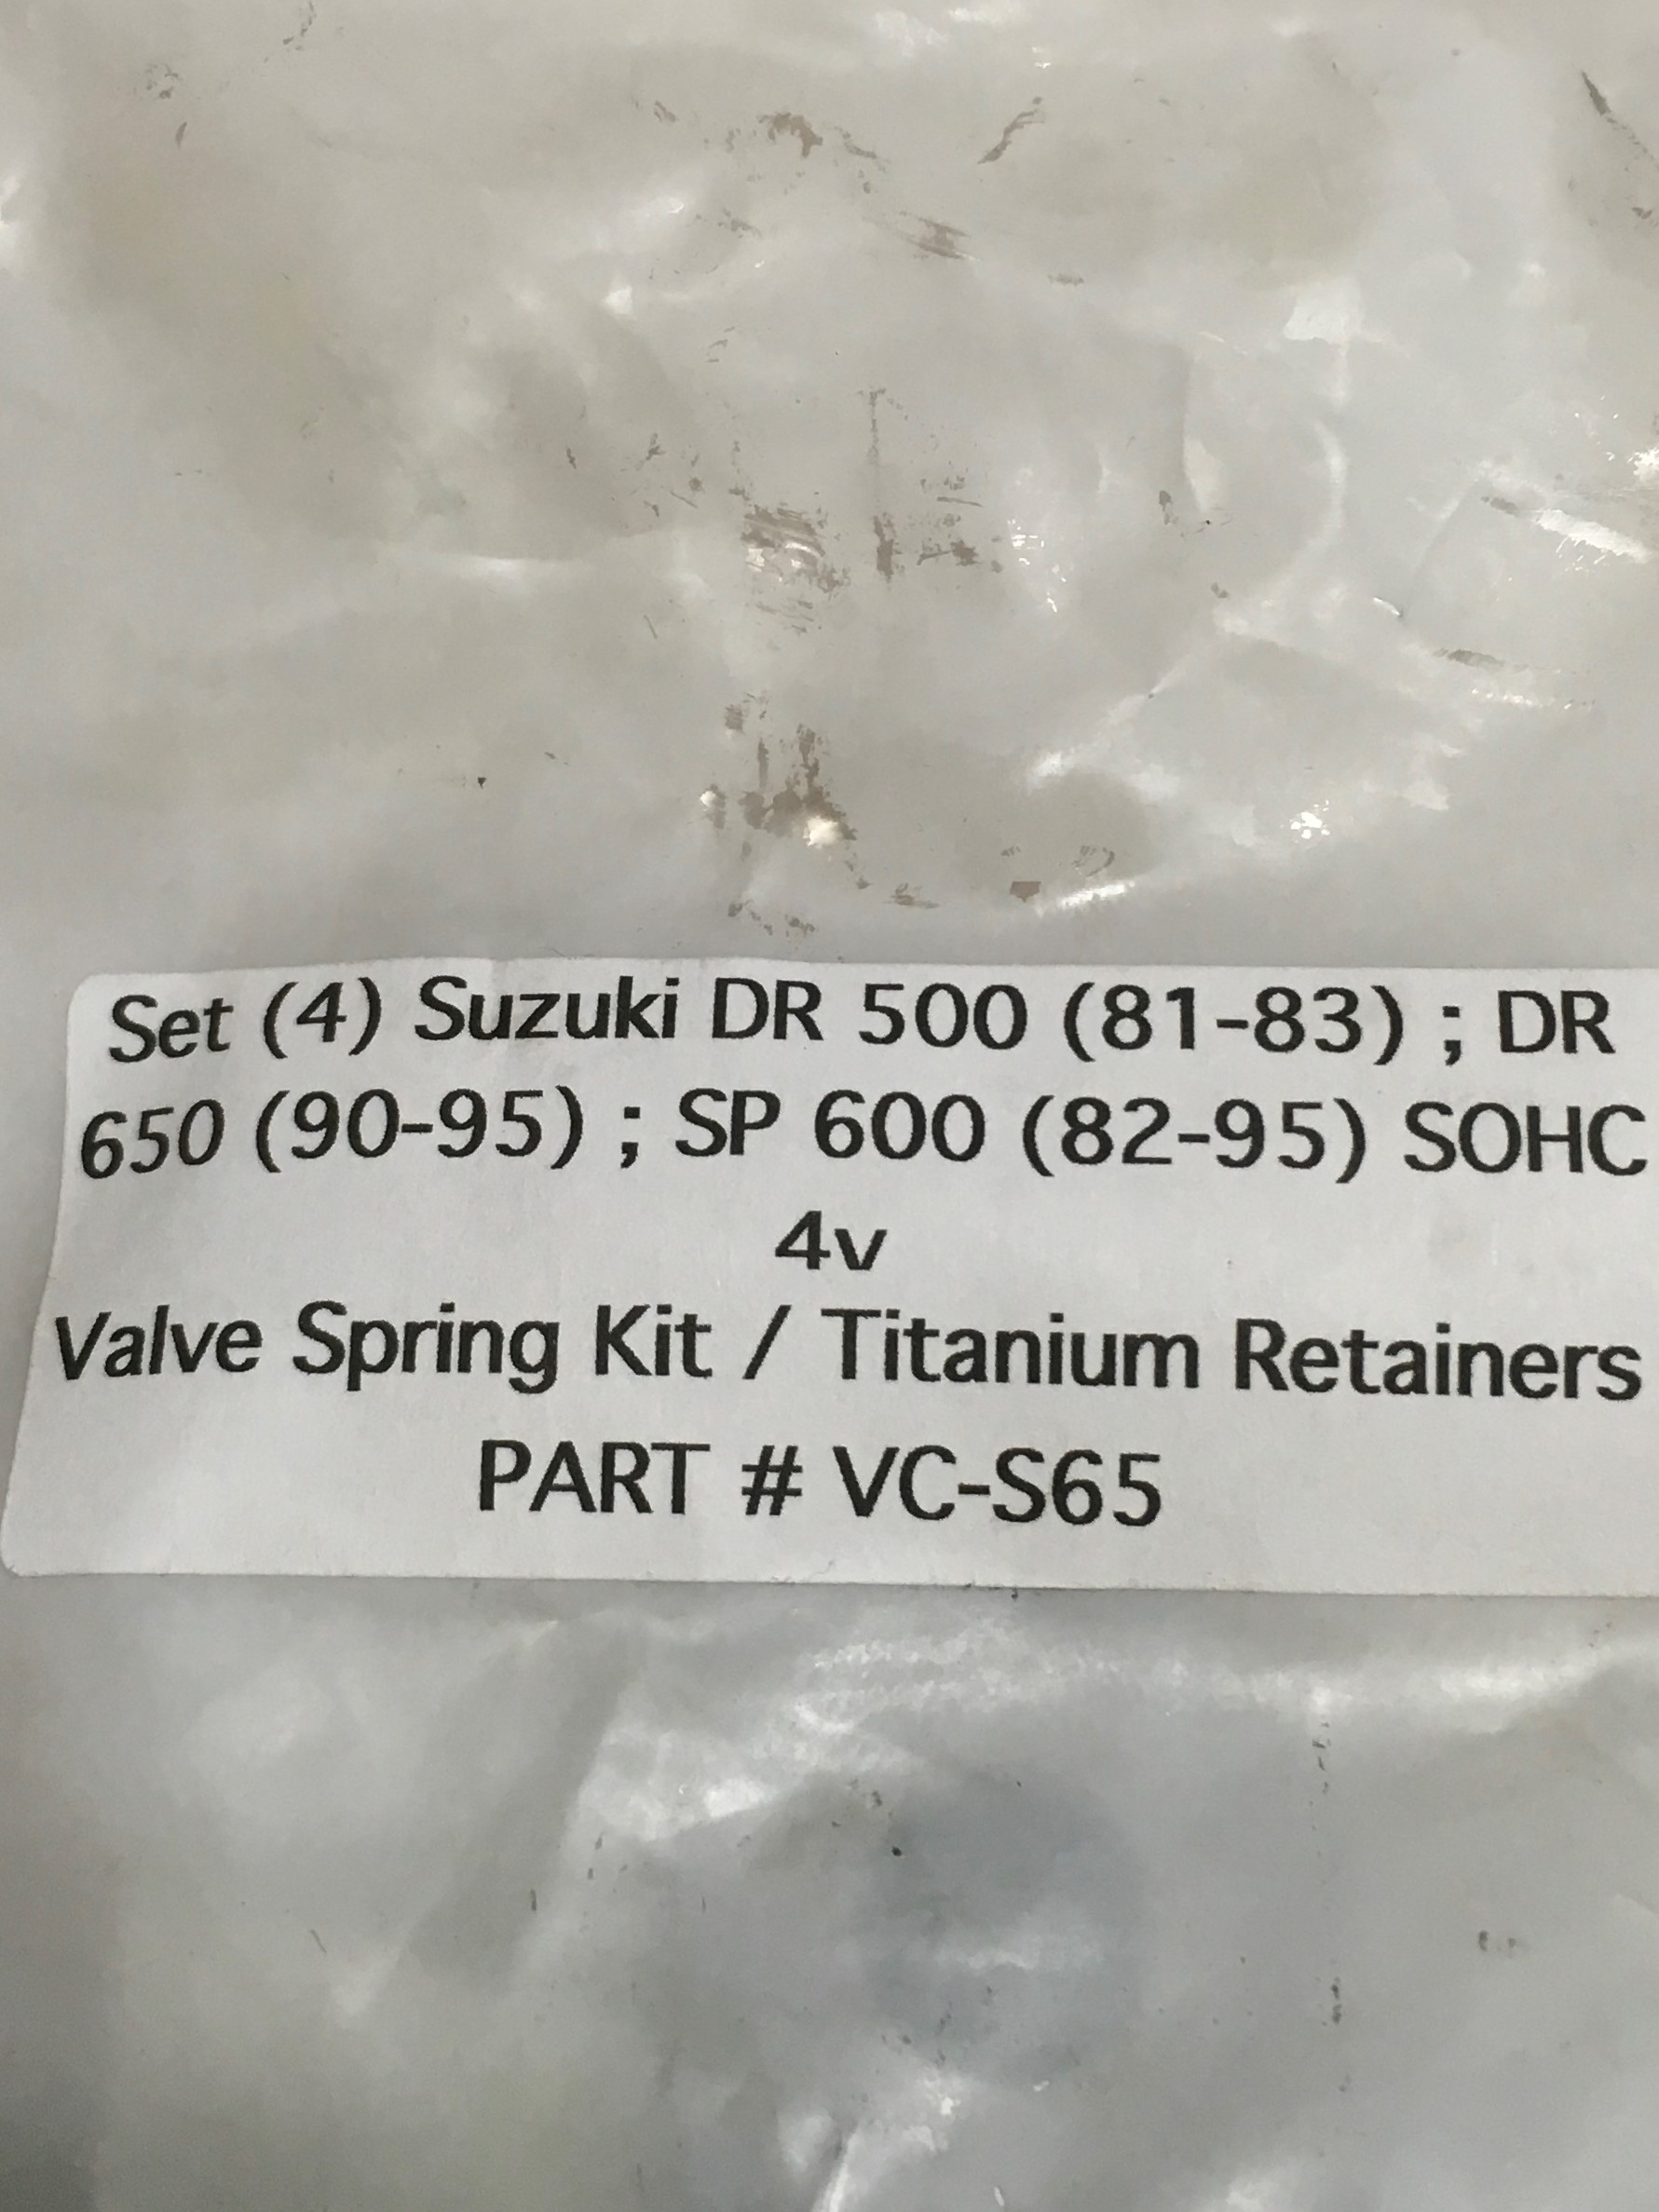 Set (4) Suzuki DR 500 (81-83) ; DR
650 (90-95) ; SP 600 (82-95) SOHC
4v
Valve Spring Kit / Titanium Retainers
PART # VC-S65